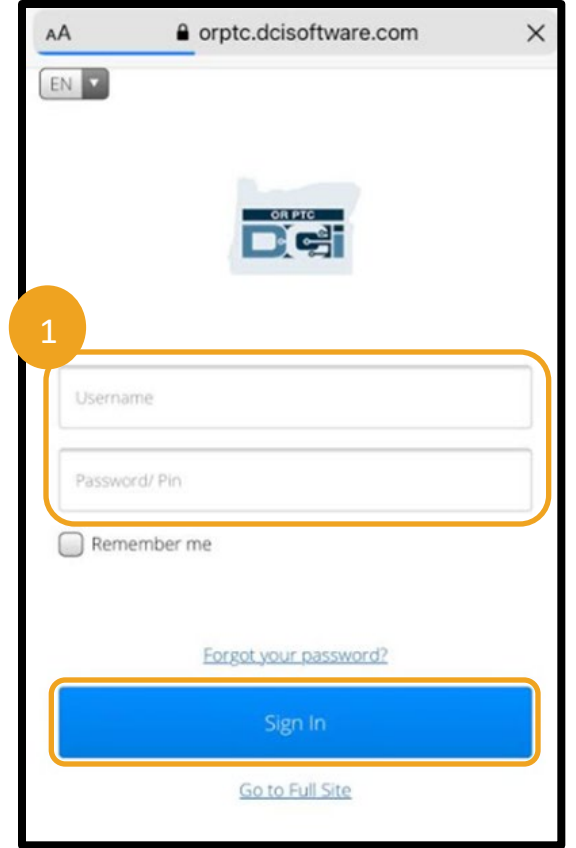 AA orptc.dcisoftware.com ×
EN
OR PTC
DCi
1
Username
Password/ Pin
Remember me
Forgot your password?
Sign In
Go to Full Site